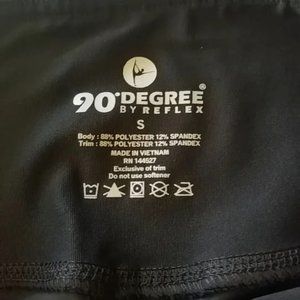 90°DEGREE®
BY REFLEX
S
Body : 88% POLYESTER 12% SPANDEX
Trim : 88% POLYESTER 12% SPANDEX
MADE IN VIETNAM
RN 144527
Exclusive of trim
Do not use softener